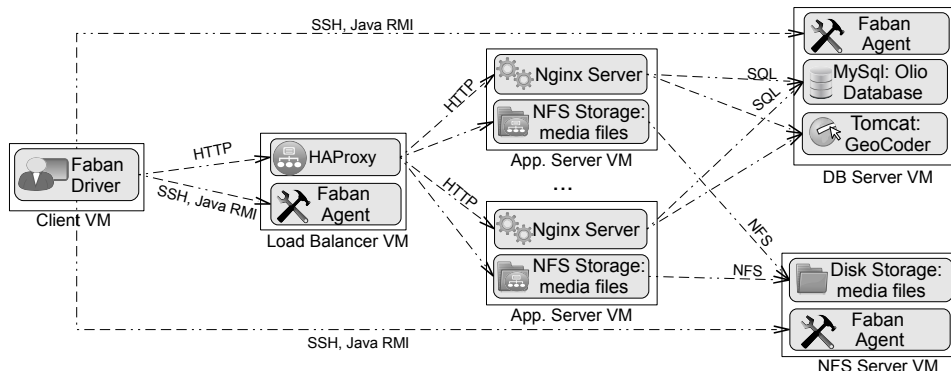 SSH, Java RMI
Faban
Driver
Client VM
HTTP
SSH, Java RMI
HAProxy
Faban
Agent
Load Balancer VM
HTTP
HTTP
Nginx Server
NFS Storage:
media files
App. Server VM
...
Nginx Server
NFS Storage:
media files
App. Server VM
SQL
SQL
NFS
NFS
Faban
Agent
MySql: Olio
Database
Tomcat:
GeoCoder
DB Server VM
Disk Storage:
media files
Faban
Agent
NFS Server VM
SSH, Java RMI